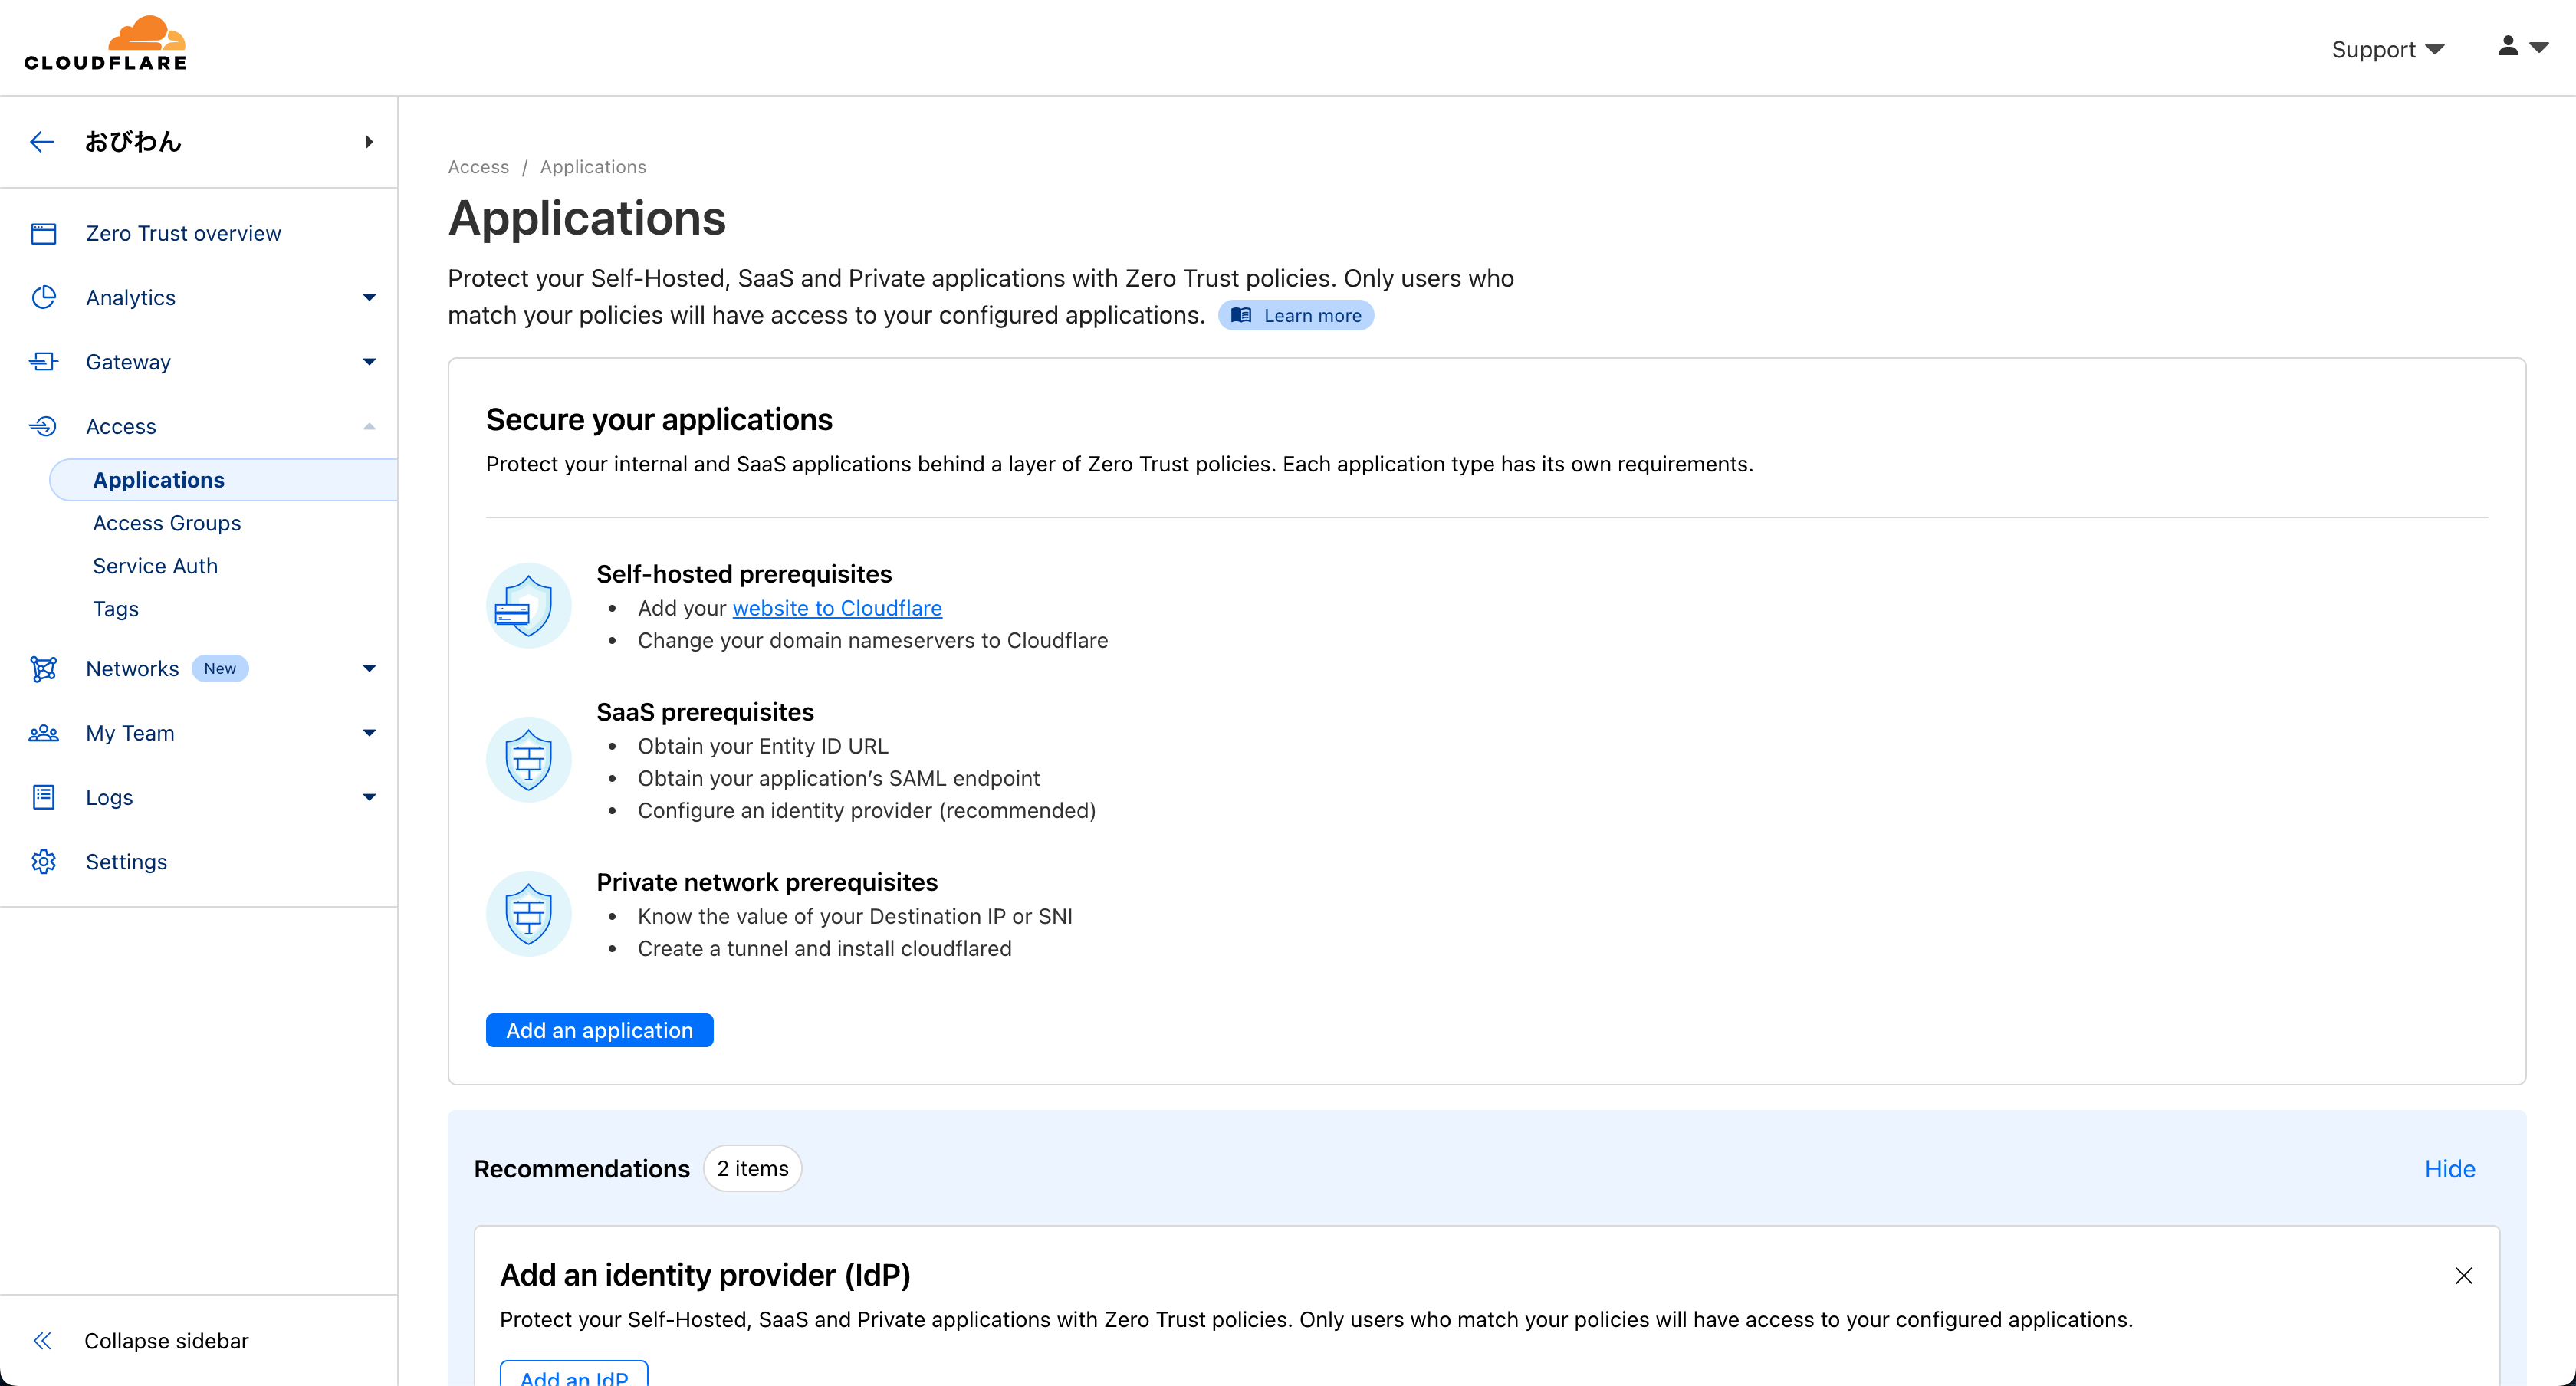 CLOUDFLARE
Support
おびわん
Zero Trust overview
Analytics
Gateway
Access
Applications
Access Groups
Service Auth
Tags
Networks New
My Team
Logs
Settings
Collapse sidebar
Access / Applications
Applications
Protect your Self-Hosted, SaaS and Private applications with Zero Trust policies. Only users who
match your policies will have access to your configured applications. Learn more
Secure your applications
Protect your internal and SaaS applications behind a layer of Zero Trust policies. Each application type has its own requirements.
Self-hosted prerequisites
• Add your website to Cloudflare
• Change your domain nameservers to Cloudflare
SaaS prerequisites
• Obtain your Entity ID URL
• Obtain your application’s SAML endpoint
• Configure an identity provider (recommended)
Private network prerequisites
• Know the value of your Destination IP or SNI
• Create a tunnel and install cloudflared
Add an application
Recommendations 2 items
Hide
Add an identity provider (IdP)
Protect your Self-Hosted, SaaS and Private applications with Zero Trust policies. Only users who match your policies will have access to your configured applications.
Add an IdP